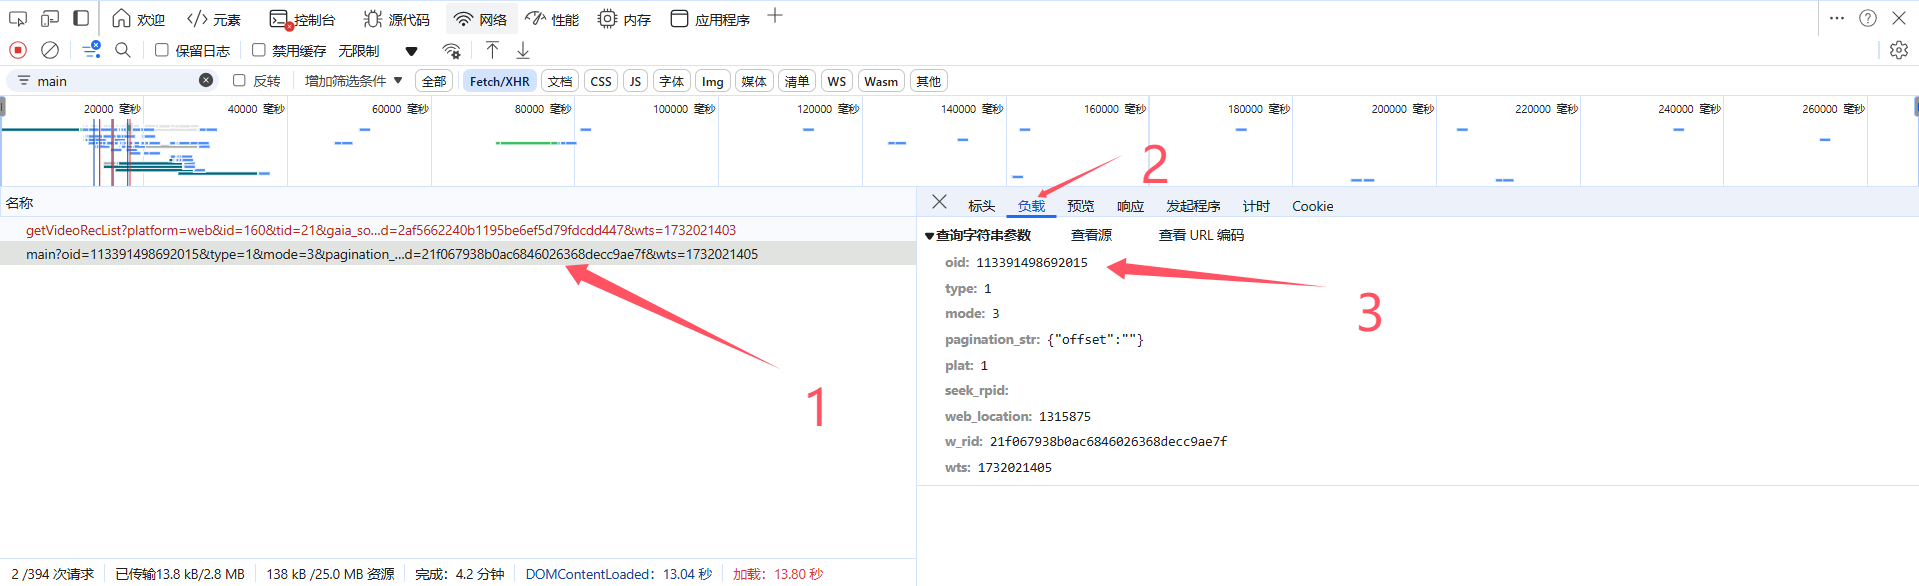 欢迎 元素 控制台 源代码 网络 性能 内存 应用程序
保留日志 禁用缓存 无限制
main 反转 增加筛选条件 全部 Fetch/XHR 文档 CSS JS 字体 Img 媒体 清单 WS Wasm 其他
20000 毫秒 40000 毫秒 60000 毫秒 80000 毫秒 100000 毫秒 120000 毫秒 140000 毫秒 160000 毫秒 180000 毫秒 200000 毫秒 220000 毫秒 240000 毫秒 260000 毫秒
2
名称
getVideoRecList?platform=web&id=160&tid=21&gaia_so...d=2af5662240b1195be6ef5d79fdcdd447&wts=1732021403
main?oid=113391498692015&type=1&mode=3&pagination_...d=21f067938b0ac6846026368decc9ae7f&wts=1732021405
1
标头 负载 预览 响应 发起程序 计时 Cookie
查询字符串参数 查看源 查看 URL 编码
oid: 113391498692015
type: 1
mode: 3
pagination_str: {"offset":""}
plat: 1
seek_rpid:
web_location: 1315875
w_rid: 21f067938b0ac6846026368decc9ae7f
wts: 1732021405
3
2 /394 次请求 已传输13.8 kB/2.8 MB 138 kB /25.0 MB 资源 完成：4.2 分钟 DOMContentLoaded：13.04 秒 加载：13.80 秒